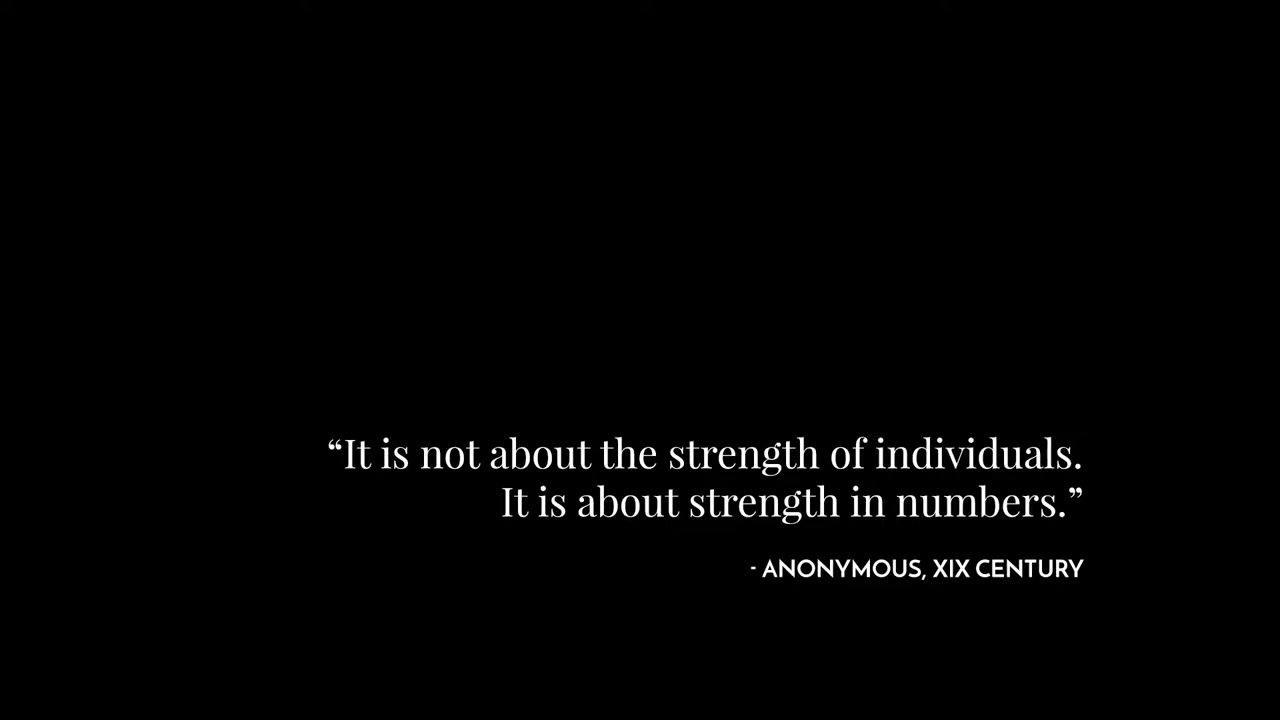 “It is not about the strength of individuals.
It is about strength in numbers.”
- ANONYMOUS, XIX CENTURY